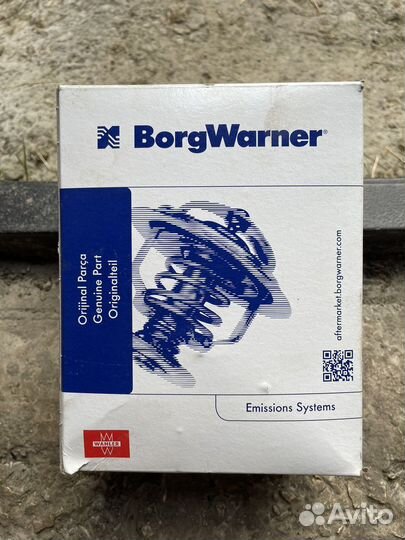 BorgWarner®
Orijinal Parça
Genuine Part
Originalteil
aftermarket.borgwarner.com
WAHLER
Emissions Systems
Avito